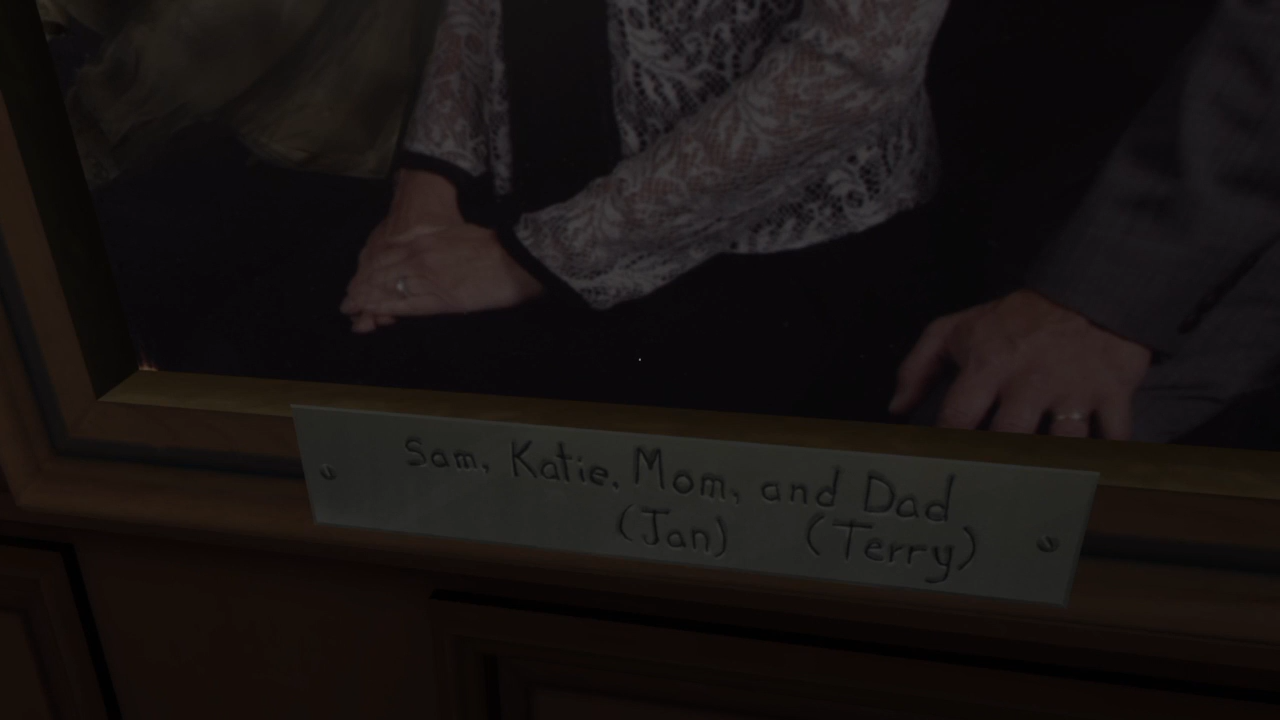 Sam, Katie, Mom, and Dad
(Jan) (Terry)